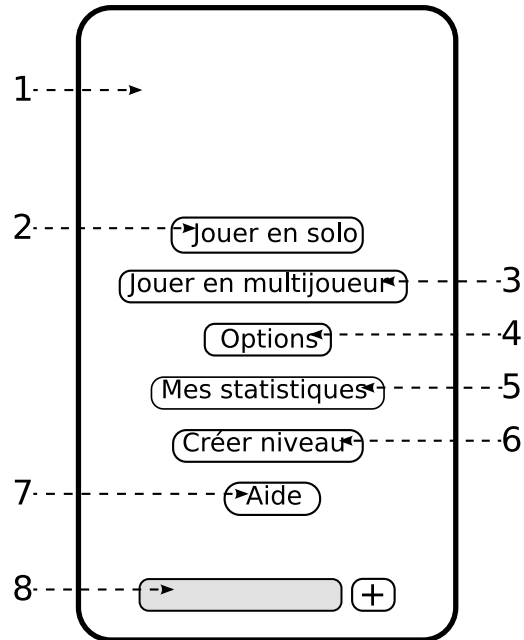 1
2 Jouer en solo
Jouer en multijoueur 3
Options 4
Mes statistiques 5
Créer niveau 6
7 Aide
8 +